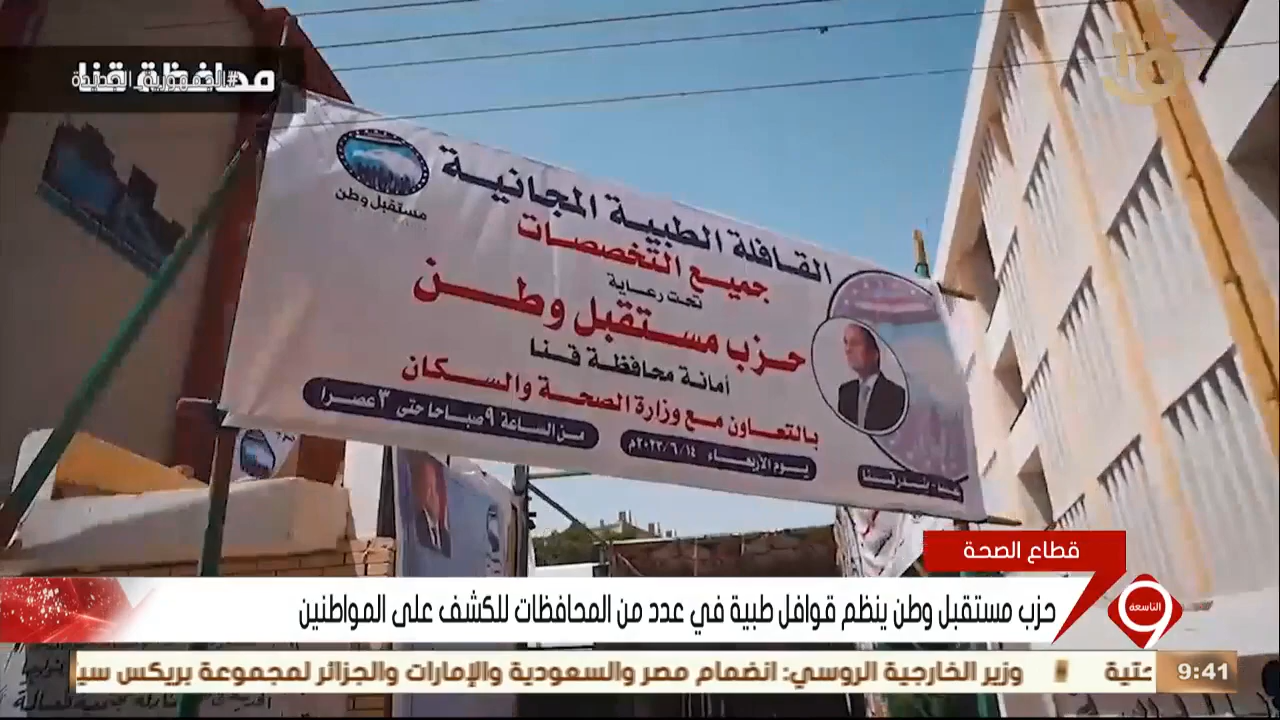 محافظة قنا
#الجمهورية_الجديدة
مستقبل وطن
القافلة الطبية المجانية
جميع التخصصات
تحت رعاية
حزب مستقبل وطن
أمانة محافظة قنا
بالتعاون مع وزارة الصحة والسكان
يوم الأربعاء ٢٠٢٣/٦/١٤م
من الساعة ٩ صباحا حتى ٣ عصرا
قطاع الصحة
التاسعة
حزب مستقبل وطن ينظم قوافل طبية في عدد من المحافظات للكشف على المواطنين
9:41
وزير الخارجية الروسي: انضمام مصر والسعودية والإمارات والجزائر لمجموعة بريكس